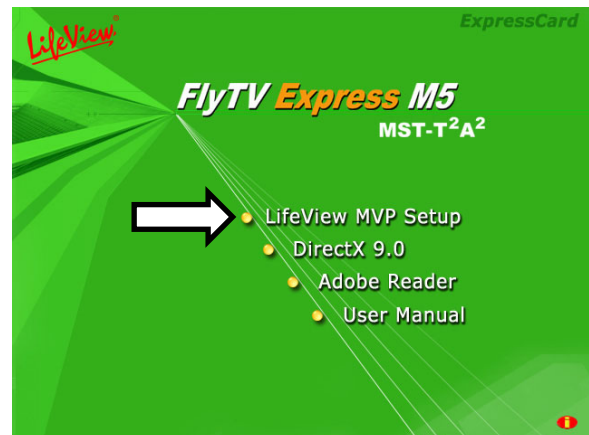 LifeView
ExpressCard
FlyTV Express M5
MST-T²A²
LifeView MVP Setup
DirectX 9.0
Adobe Reader
User Manual
i